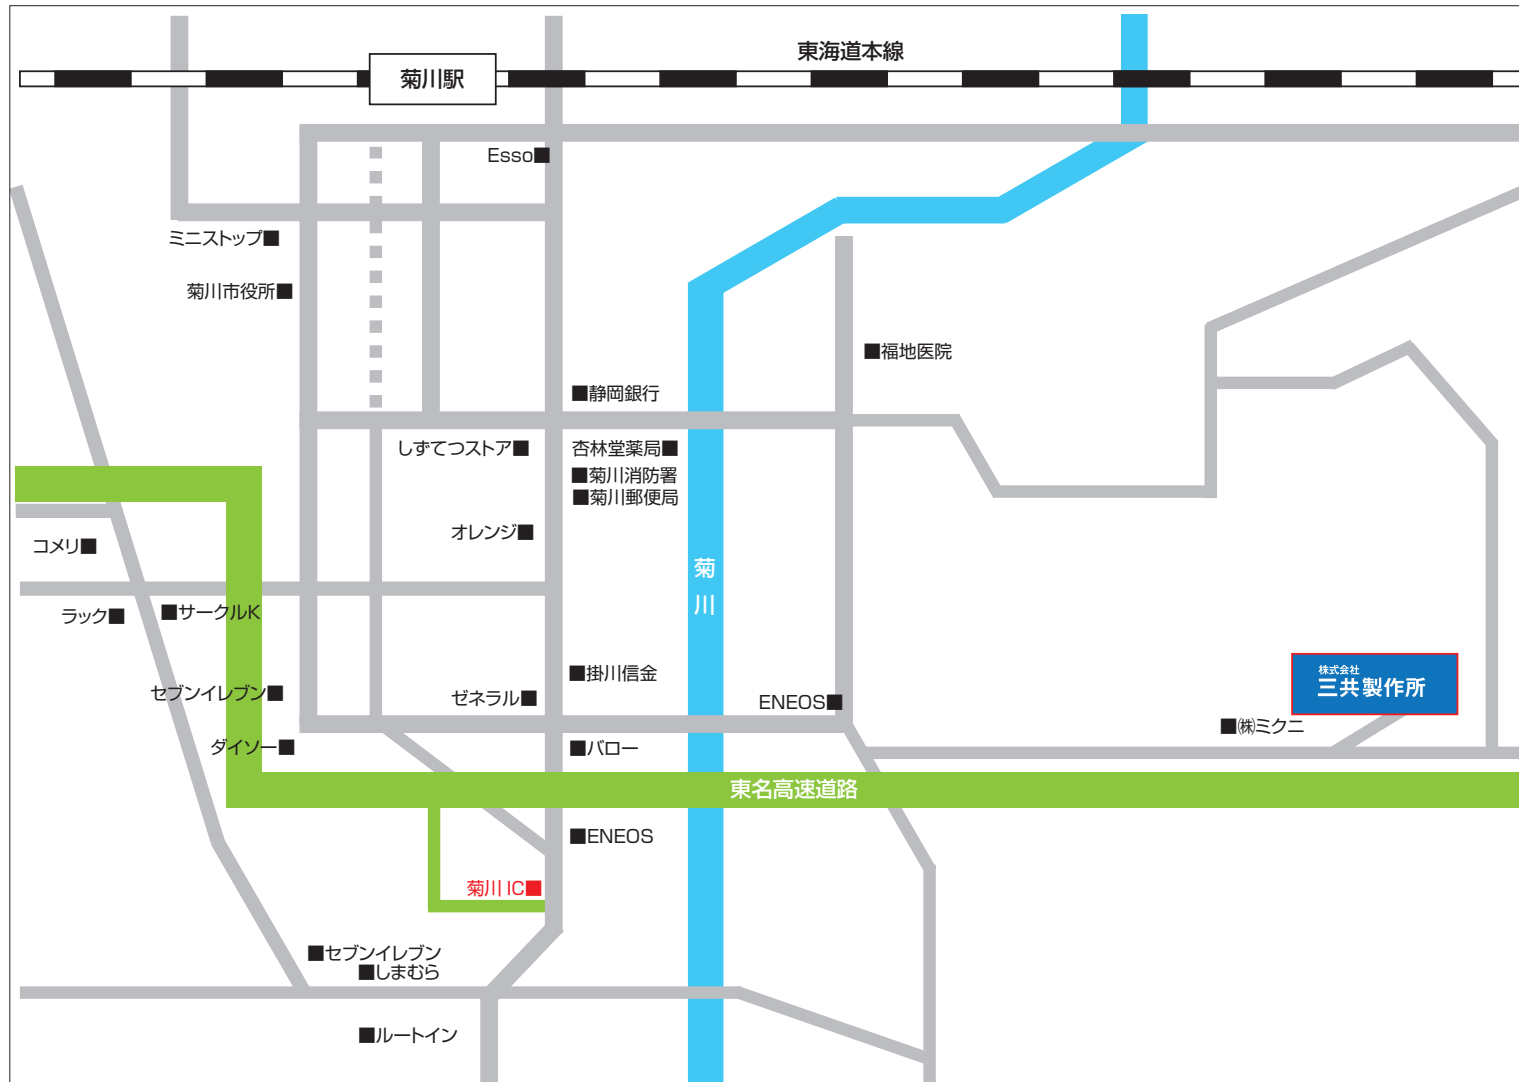 東海道本線
菊川駅
Esso■
ミニストップ■
菊川市役所■
■福地医院
■静岡銀行
しずてつストア■
杏林堂薬局■
■菊川消防署
■菊川郵便局
オレンジ■
コメリ■
菊川
ラック■
■サークルK
■掛川信金
株式会社
三共製作所
セブンイレブン■
ゼネラル■
ENEOS■
■㈱ミクニ
ダイソー■
■バロー
東名高速道路
■ENEOS
菊川 IC■
■セブンイレブン
■しまむら
■ルートイン